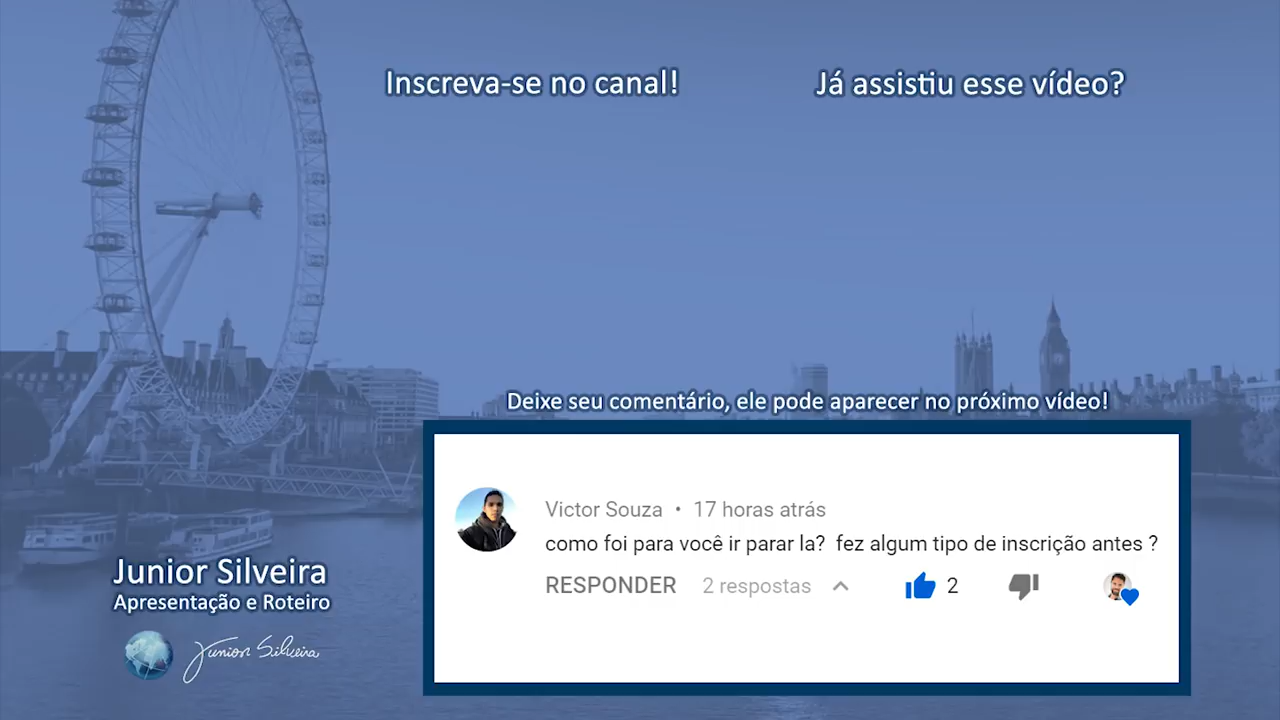 Inscreva-se no canal!
Já assistiu esse vídeo?
Deixe seu comentário, ele pode aparecer no próximo vídeo!
Victor Souza • 17 horas atrás
como foi para você ir parar la? fez algum tipo de inscrição antes ?
RESPONDER 2 respostas 2
Junior Silveira
Apresentação e Roteiro
Junior Silveira